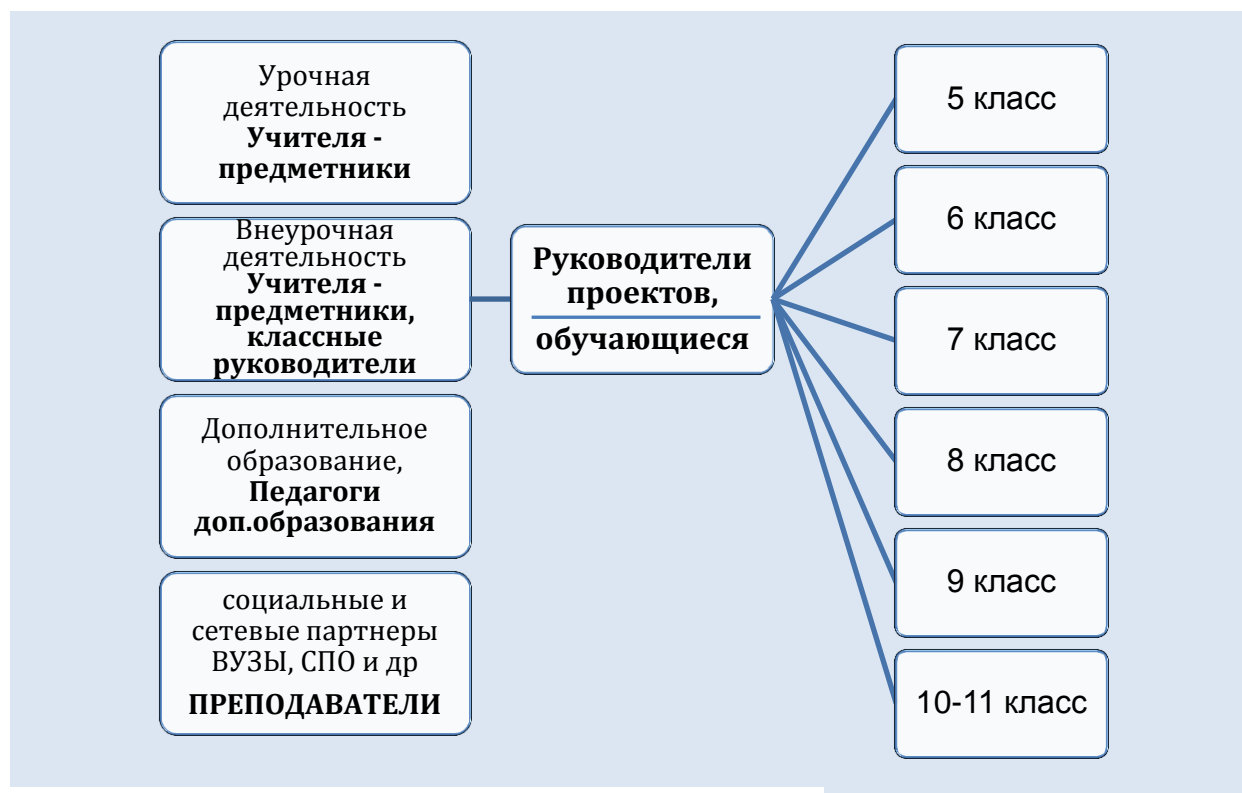 Урочная
деятельность
Учителя -
предметники
Внеурочная
деятельность
Учителя -
предметники,
классные
руководители
Дополнительное
образование,
Педагоги
доп.образования
социальные и
сетевые партнеры
ВУЗЫ, СПО и др
ПРЕПОДАВАТЕЛИ
Руководители
проектов,
обучающиеся
5 класс
6 класс
7 класс
8 класс
9 класс
10-11 класс